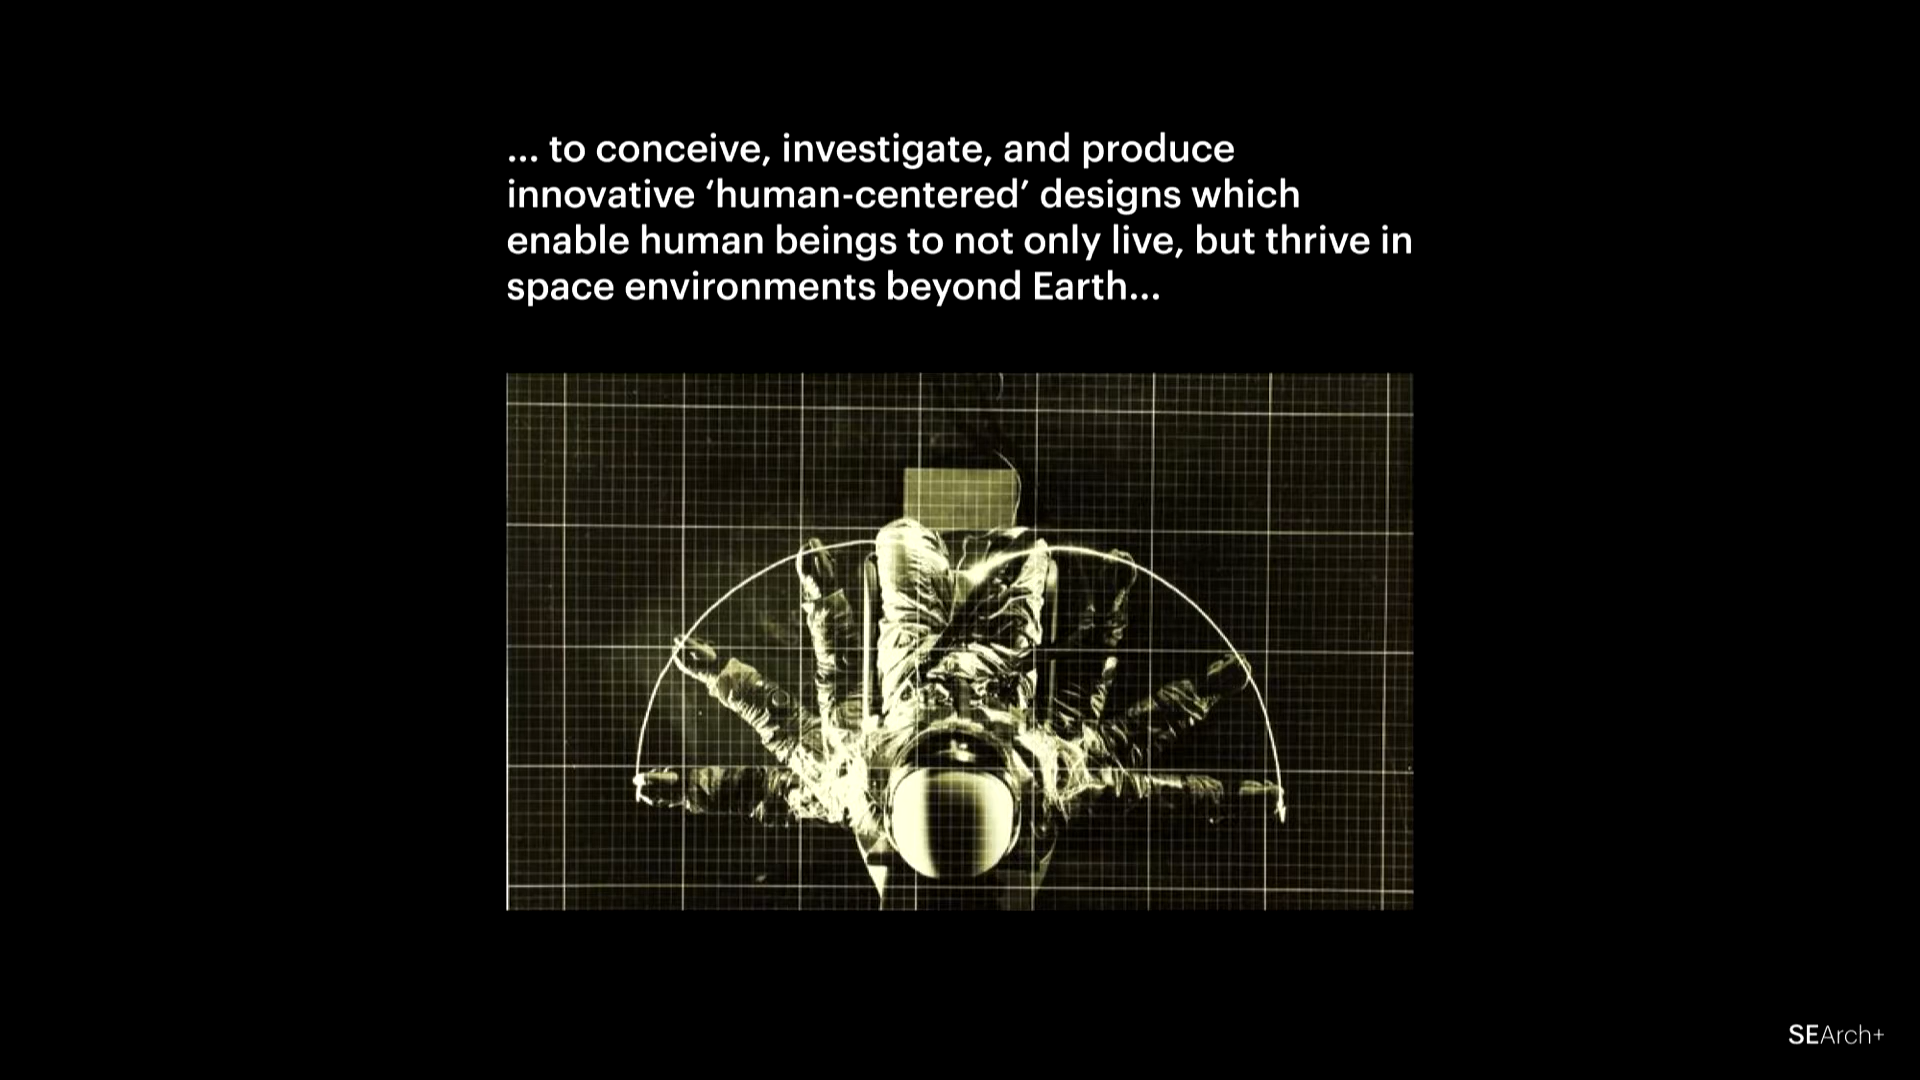 ... to conceive, investigate, and produce
innovative ‘human-centered’ designs which
enable human beings to not only live, but thrive in
space environments beyond Earth...
SEArch+